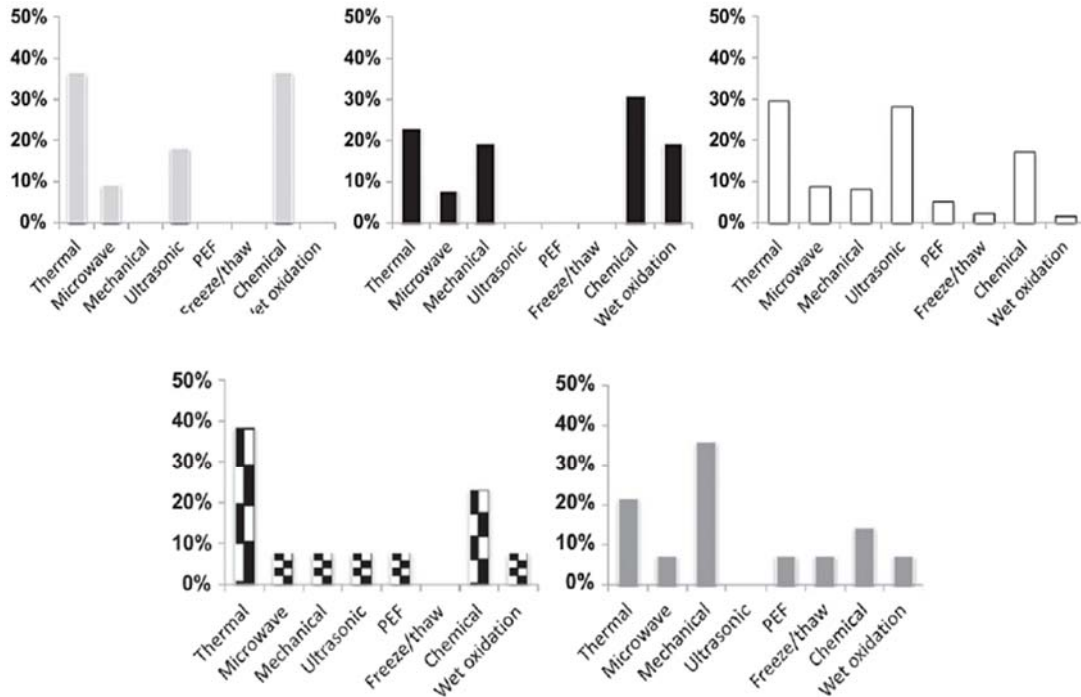 50%
40%
30%
20%
10%
0%
Thermal
Microwave
Mechanical
Ultrasonic
PEF
Freeze/thaw
Chemical
Wet oxidation
50%
40%
30%
20%
10%
0%
Thermal
Microwave
Mechanical
Ultrasonic
PEF
Freeze/thaw
Chemical
Wet oxidation
50%
40%
30%
20%
10%
0%
Thermal
Microwave
Mechanical
Ultrasonic
PEF
Freeze/thaw
Chemical
Wet oxidation
50%
40%
30%
20%
10%
0%
Thermal
Microwave
Mechanical
Ultrasonic
PEF
Freeze/thaw
Chemical
Wet oxidation
50%
40%
30%
20%
10%
0%
Thermal
Microwave
Mechanical
Ultrasonic
PEF
Freeze/thaw
Chemical
Wet oxidation